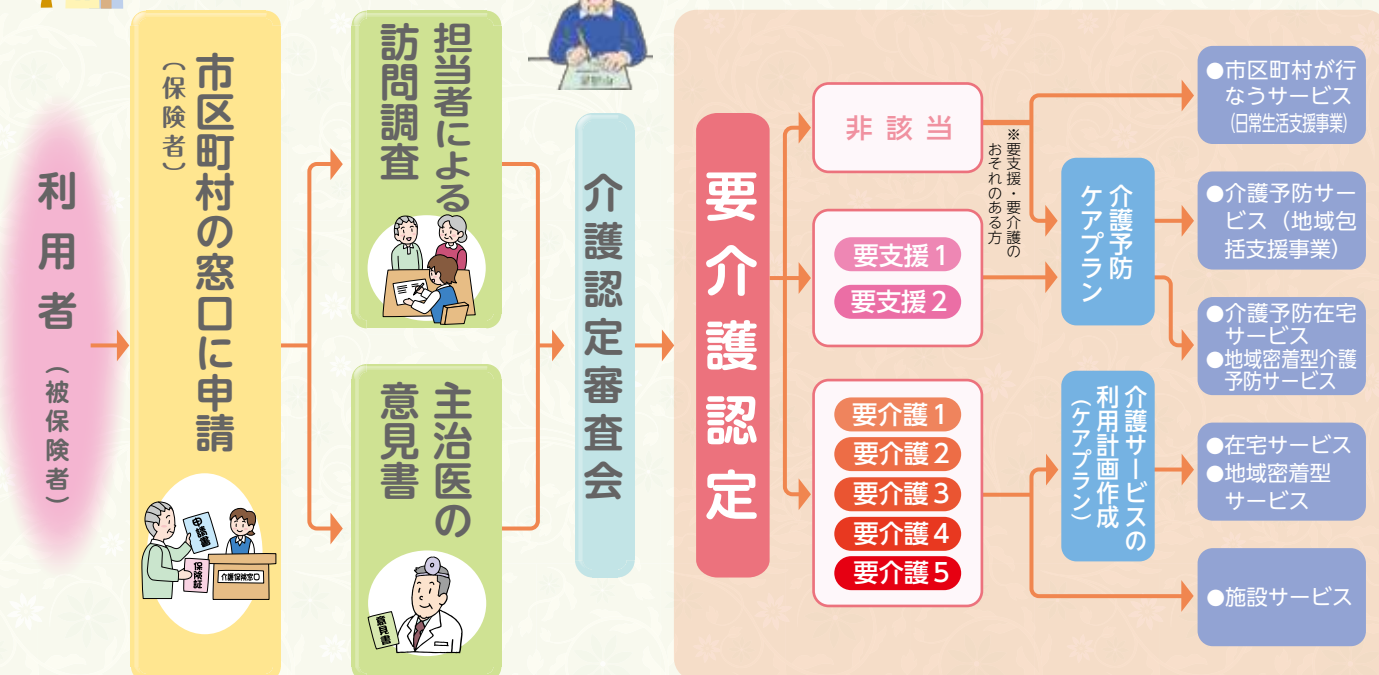 利用者（被保険者）
市区町村の窓口に申請
（保険者）
申請書
保険証
介護保険窓口
担当者による
訪問調査
主治医の
意見書
意見書
介護認定審査会
要介護認定
非該当
※要支援・要介護の
おそれのある方
要支援1
要支援2
要介護1
要介護2
要介護3
要介護4
要介護5
介護予防
ケアプラン
介護サービスの
利用計画作成
（ケアプラン）
●市区町村が行
なうサービス
（日常生活支援事業）
●介護予防サー
ビス（地域包
括支援事業）
●介護予防在宅
サービス
●地域密着型介護
予防サービス
●在宅サービス
●地域密着型
サービス
●施設サービス